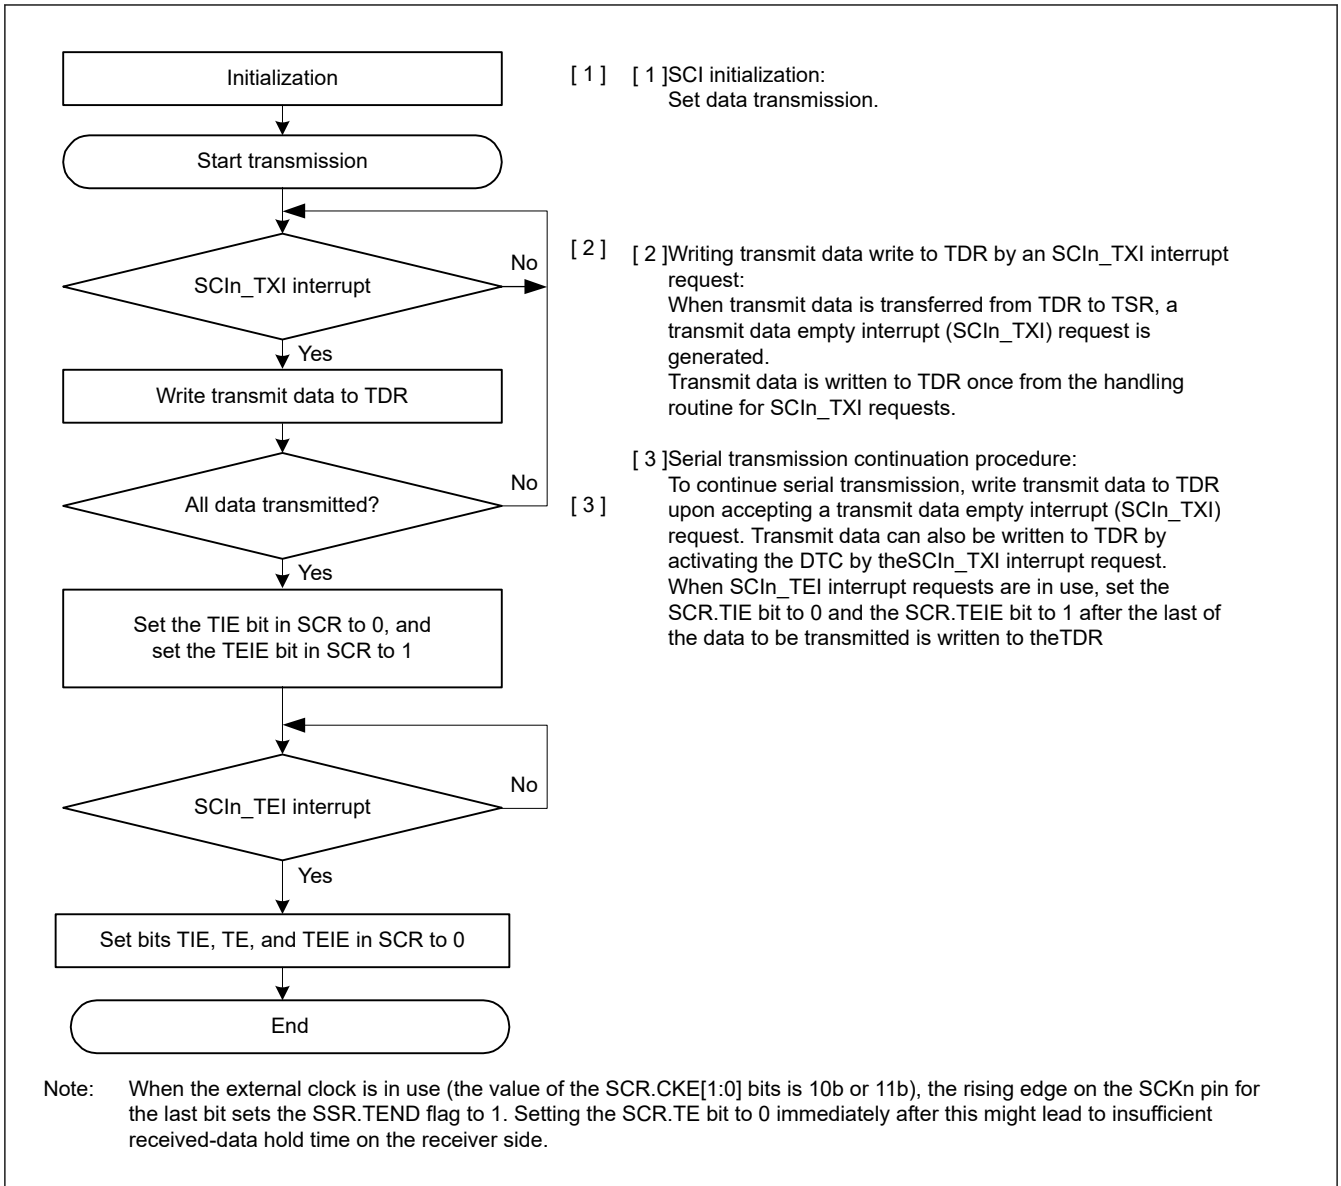 Initialization
[ 1 ]
[ 1 ]SCI initialization:
Set data transmission.
Start transmission
SCIn_TXI interrupt
No
Yes
[ 2 ]
[ 2 ]Writing transmit data write to TDR by an SCIn_TXI interrupt
request:
When transmit data is transferred from TDR to TSR, a
transmit data empty interrupt (SCIn_TXI) request is
generated.
Transmit data is written to TDR once from the handling
routine for SCIn_TXI requests.
Write transmit data to TDR
All data transmitted?
No
Yes
[ 3 ]
[ 3 ]Serial transmission continuation procedure:
To continue serial transmission, write transmit data to TDR
upon accepting a transmit data empty interrupt (SCIn_TXI)
request. Transmit data can also be written to TDR by
activating the DTC by theSCIn_TXI interrupt request.
When SCIn_TEI interrupt requests are in use, set the
SCR.TIE bit to 0 and the SCR.TEIE bit to 1 after the last of
the data to be transmitted is written to theTDR
Set the TIE bit in SCR to 0, and
set the TEIE bit in SCR to 1
SCIn_TEI interrupt
No
Yes
Set bits TIE, TE, and TEIE in SCR to 0
End
Note: When the external clock is in use (the value of the SCR.CKE[1:0] bits is 10b or 11b), the rising edge on the SCKn pin for
the last bit sets the SSR.TEND flag to 1. Setting the SCR.TE bit to 0 immediately after this might lead to insufficient
received-data hold time on the receiver side.